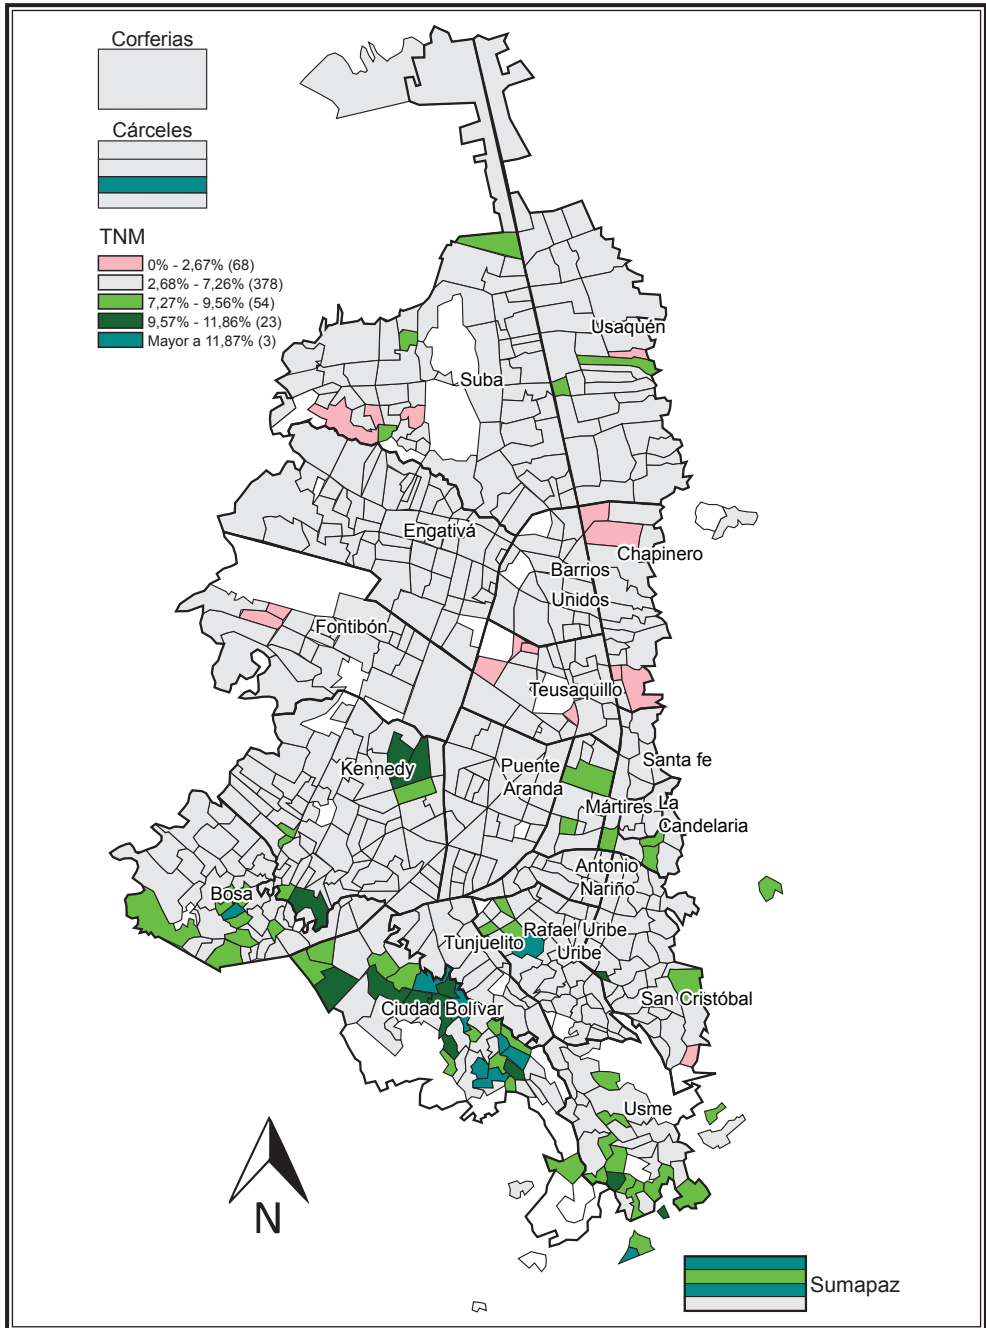 Corferias
Cárceles
TNM
0% - 2,67% (68)
2,68% - 7,26% (378)
7,27% - 9,56% (54)
9,57% - 11,86% (23)
Mayor a 11,87% (3)
Usaquén
Suba
Engativá
Chapinero
Barrios
Unidos
Fontibón
Teusaquillo
Santa fe
Kennedy
Puente
Aranda
Mártires
La
Candelaria
Antonio
Nariño
Bosa
Rafael Uribe
Uribe
Tunjuelito
San Cristóbal
Ciudad Bolívar
Usme
N
Sumapaz